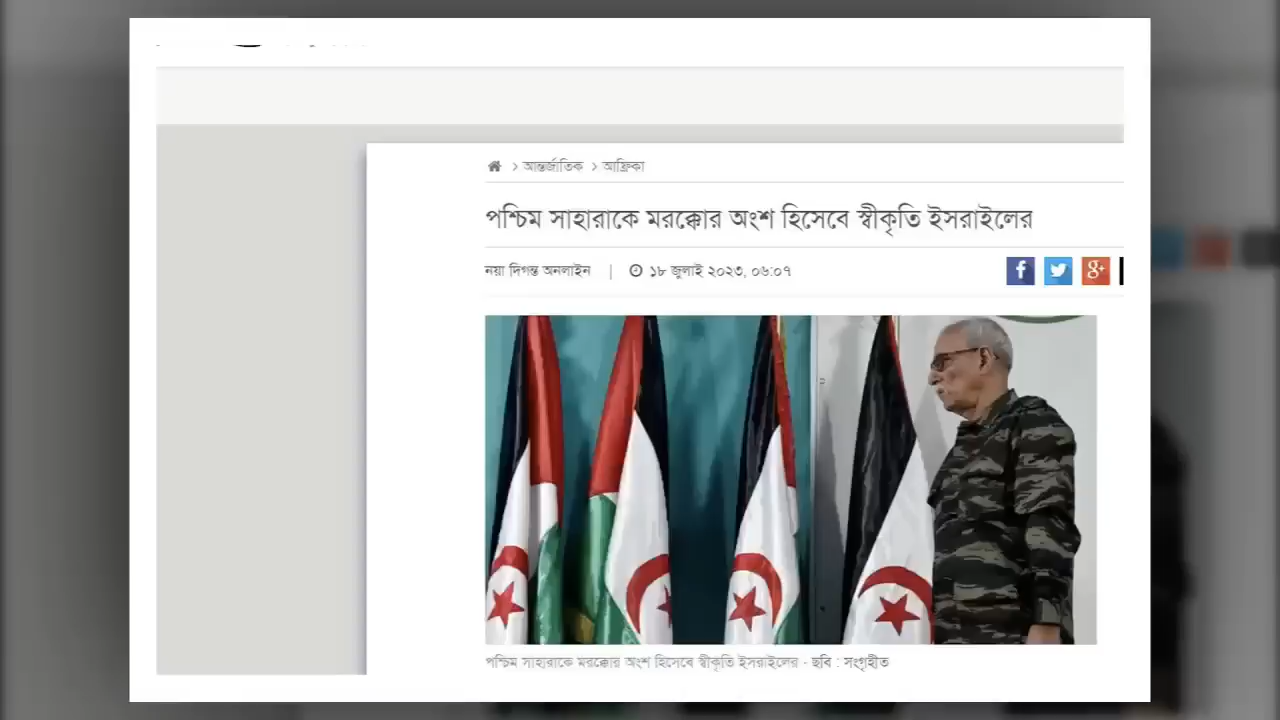 > আন্তর্জাতিক > আফ্রিকা
পশ্চিম সাহারাকে মরক্কোর অংশ হিসেবে স্বীকৃতি ইসরাইলের
নয়া দিগন্ত অনলাইন | ১৮ জুলাই ২০২৩, ০৬:০৭
পশ্চিম সাহারাকে মরক্কোর অংশ হিসেবে স্বীকৃতি ইসরাইলের - ছবি : সংগৃহীত